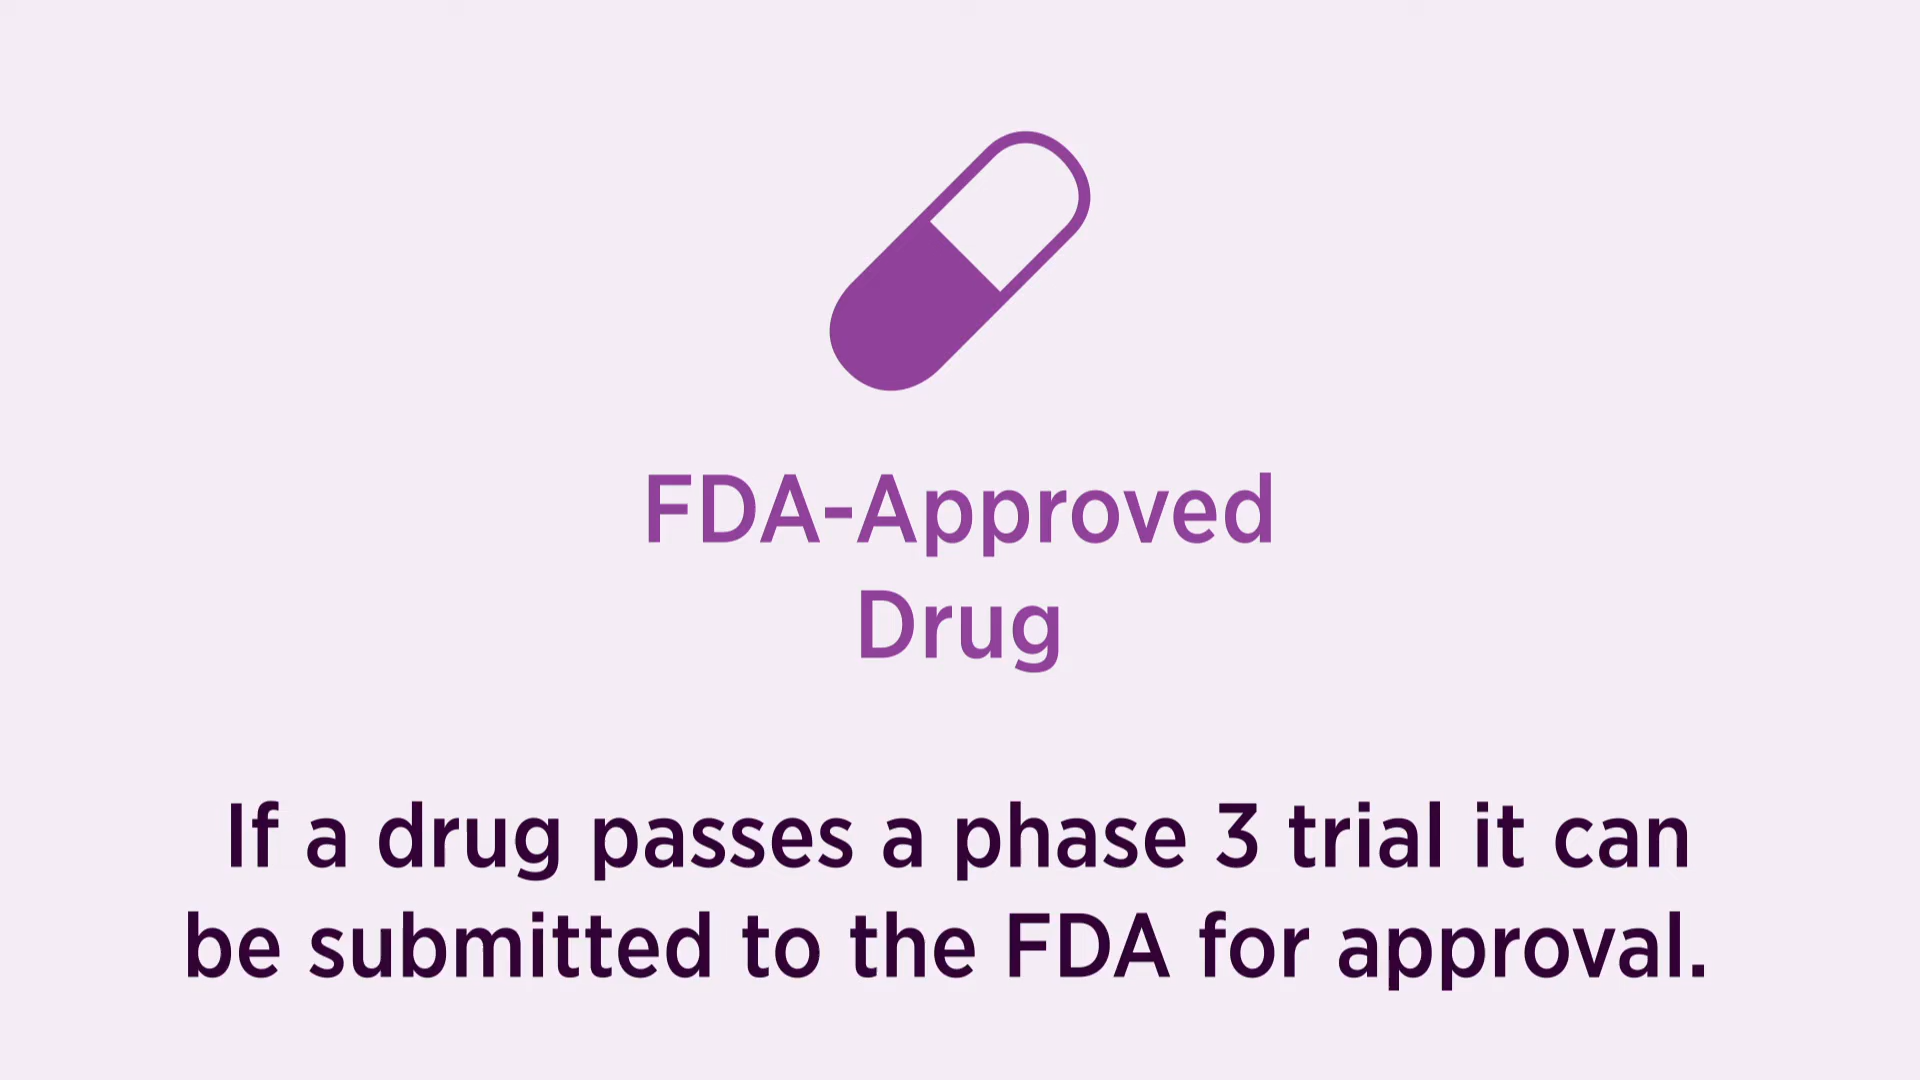 FDA-Approved
Drug
If a drug passes a phase 3 trial it can
be submitted to the FDA for approval.